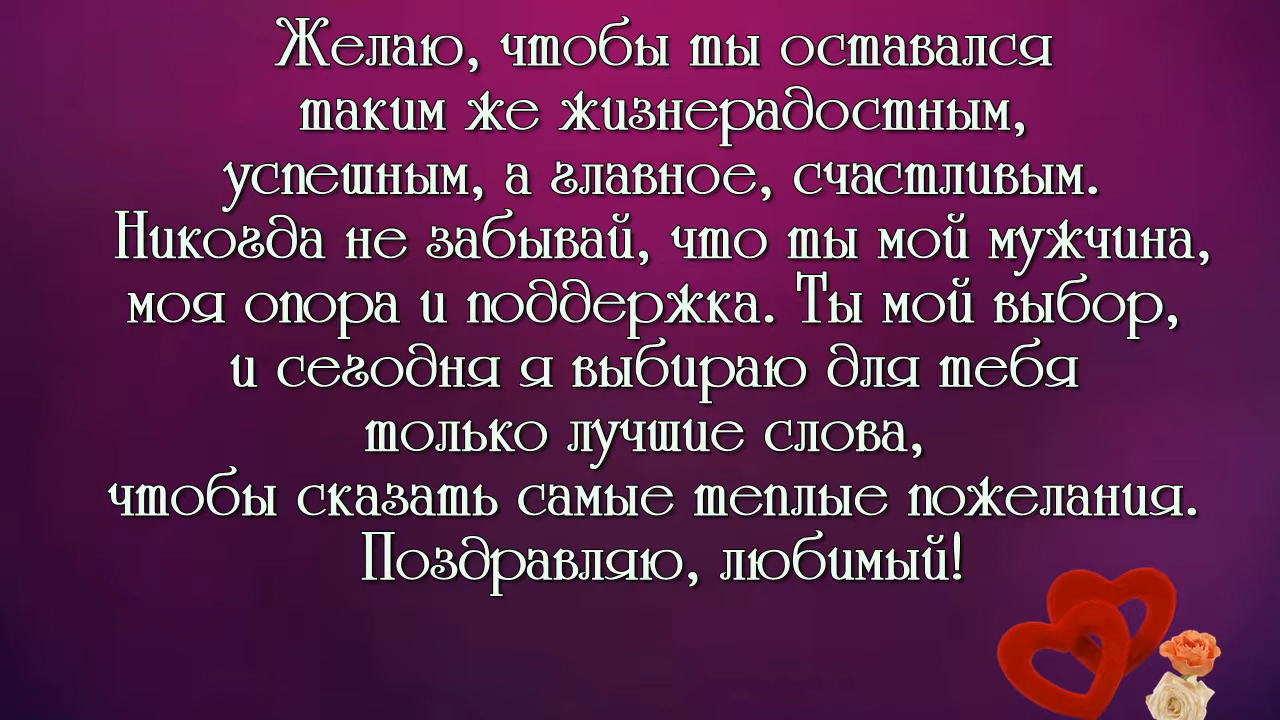 Желаю, чтобы ты оставался
таким же жизнерадостным,
успешным, а главное, счастливым.
Никогда не забывай, что ты мой мужчина,
моя опора и поддержка. Ты мой выбор,
и сегодня я выбираю для тебя
только лучшие слова,
чтобы сказать самые теплые пожелания.
Поздравляю, любимый!